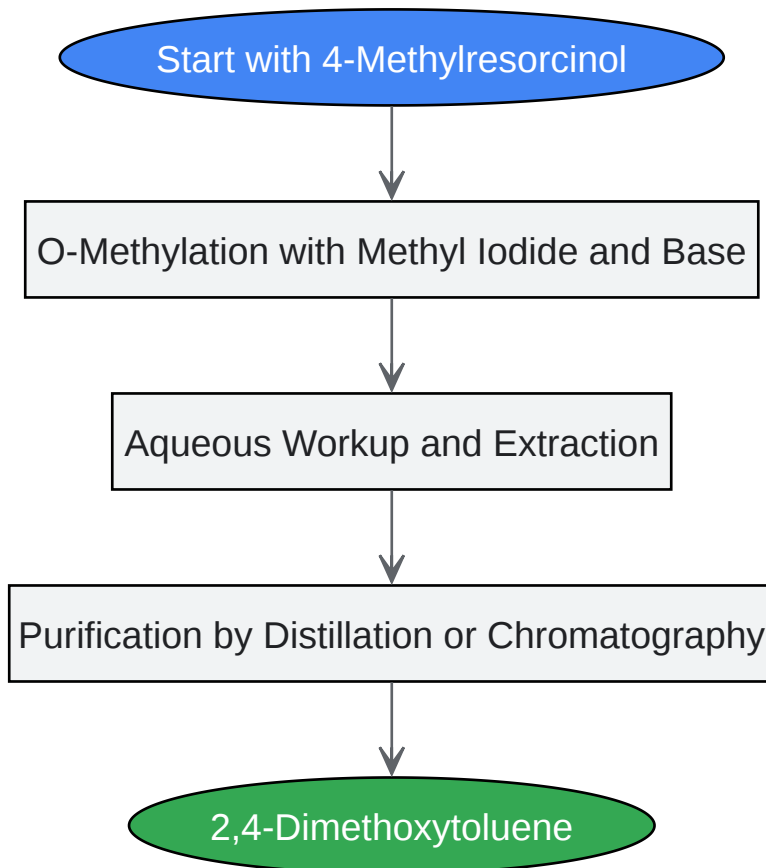 Start with 4-Methylresorcinol
O-Methylation with Methyl Iodide and Base
Aqueous Workup and Extraction
Purification by Distillation or Chromatography
2,4-Dimethoxytoluene